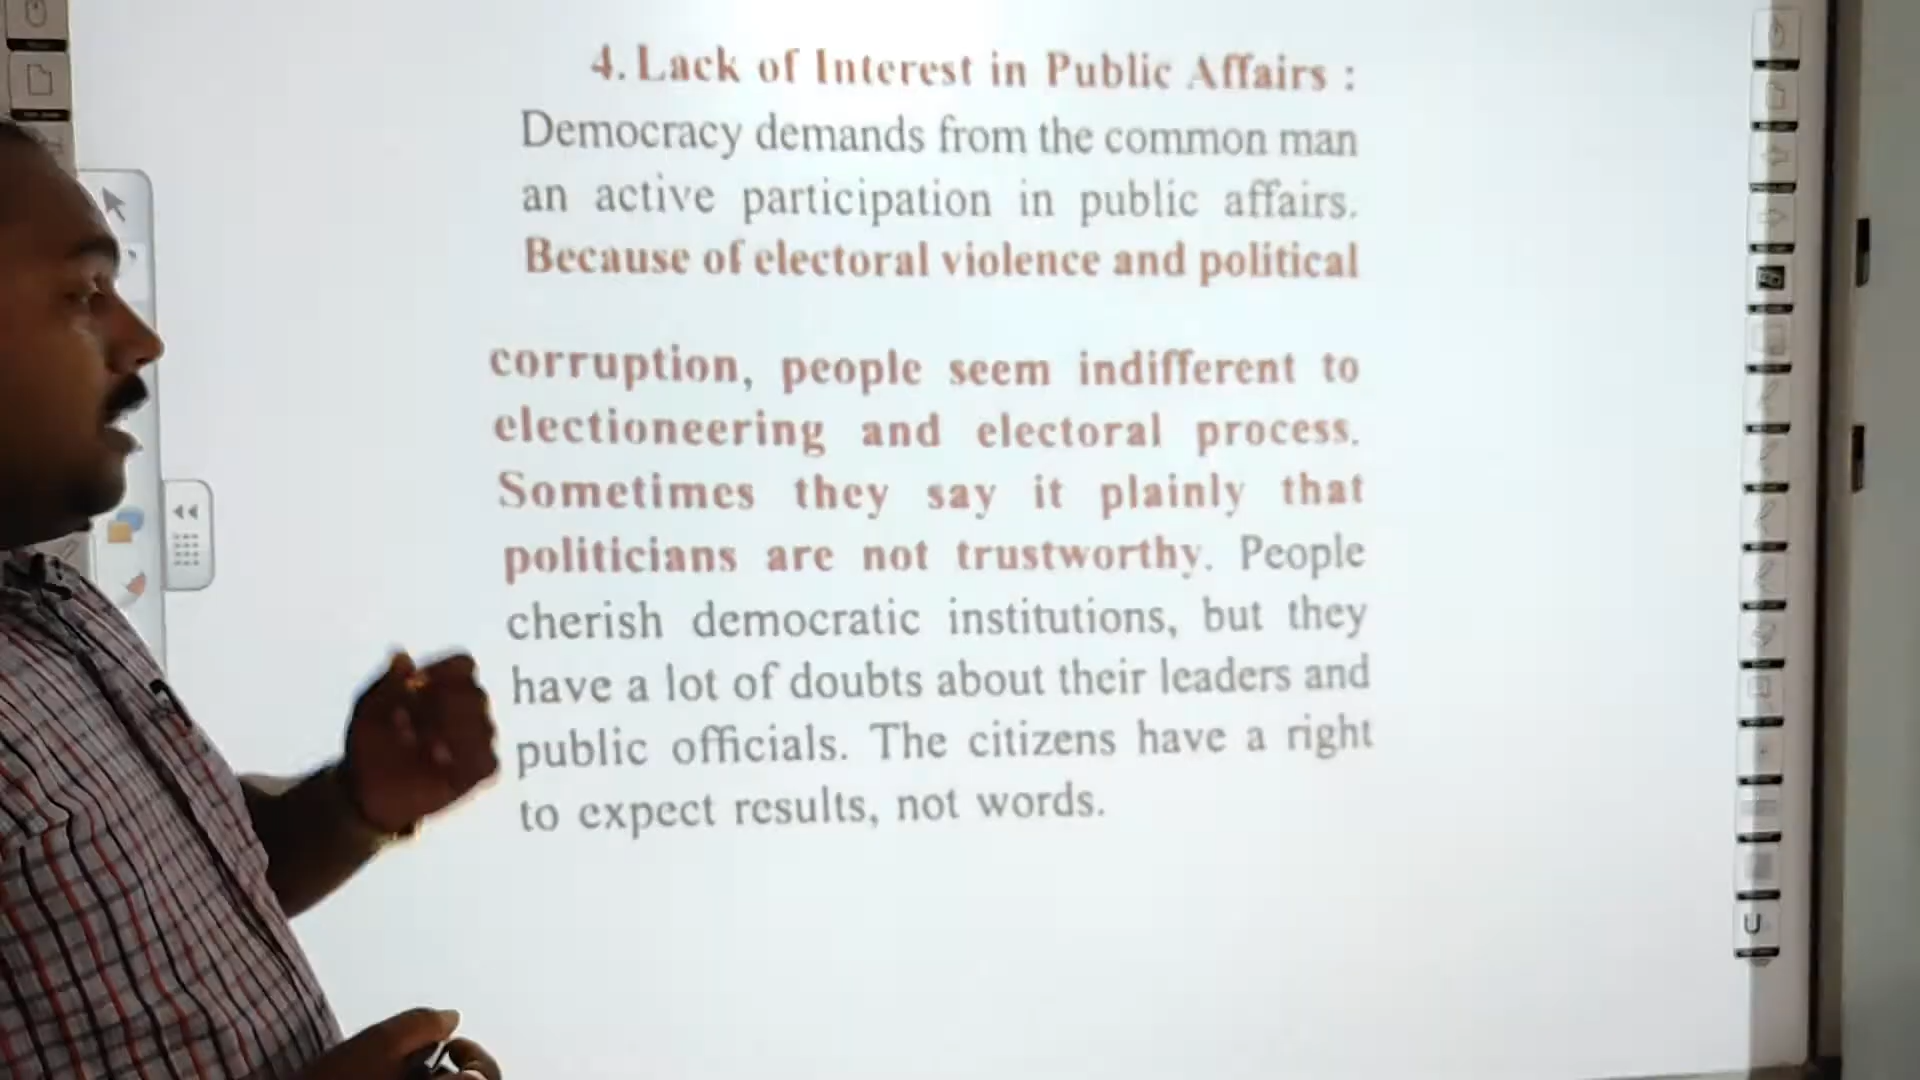 4. Lack of Interest in Public Affairs :
Democracy demands from the common man
an active participation in public affairs.
Because of electoral violence and political
corruption, people seem indifferent to
electioneering and electoral process.
Sometimes they say it plainly that
politicians are not trustworthy. People
cherish democratic institutions, but they
have a lot of doubts about their leaders and
public officials. The citizens have a right
to expect results, not words.